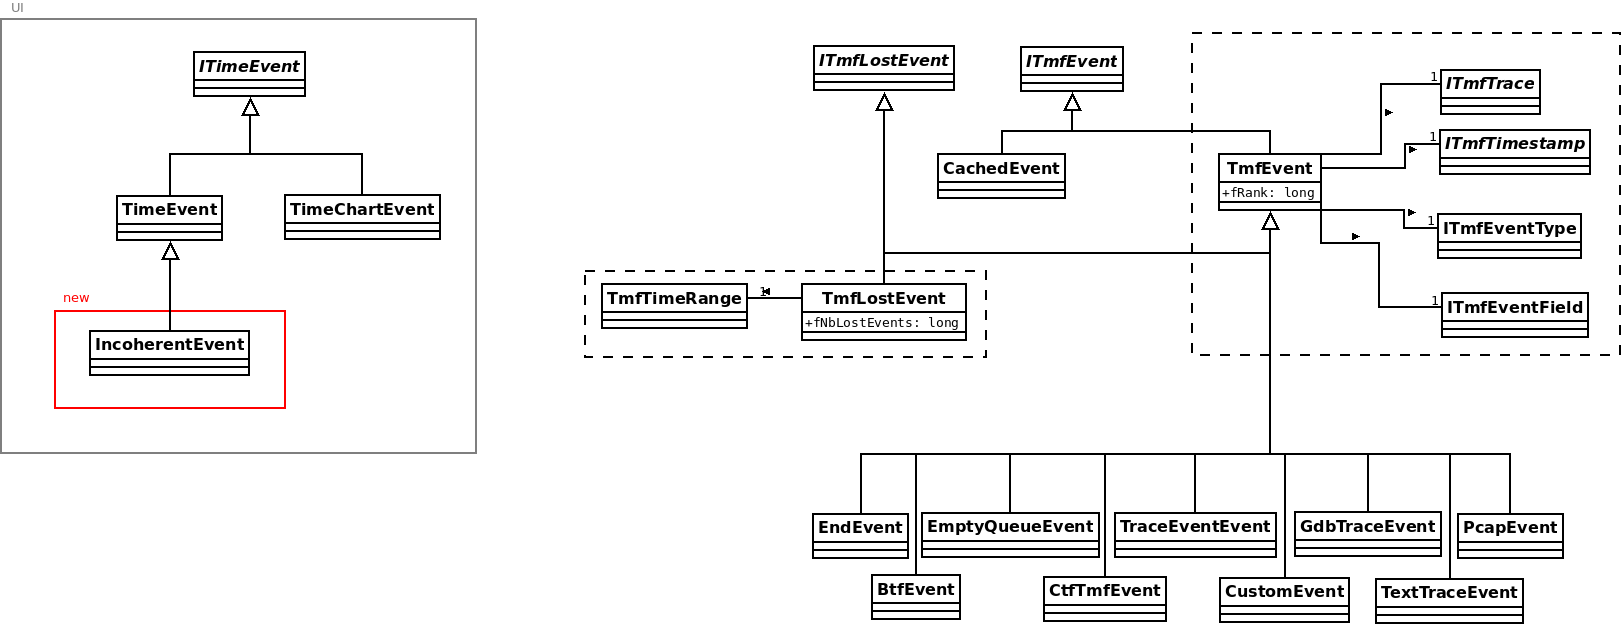 UI
ITimeEvent
TimeEvent
TimeChartEvent
new
IncoherentEvent
ITmfLostEvent
ITmfEvent
CachedEvent
TmfEvent
+fRank: long
1
ITmfTrace
1
ITmfTimestamp
1
ITmfEventType
1
ITmfEventField
TmfTimeRange
1
TmfLostEvent
+fNbLostEvents: long
EndEvent
EmptyQueueEvent
TraceEventEvent
GdbTraceEvent
PcapEvent
BtfEvent
CtfTmfEvent
CustomEvent
TextTraceEvent